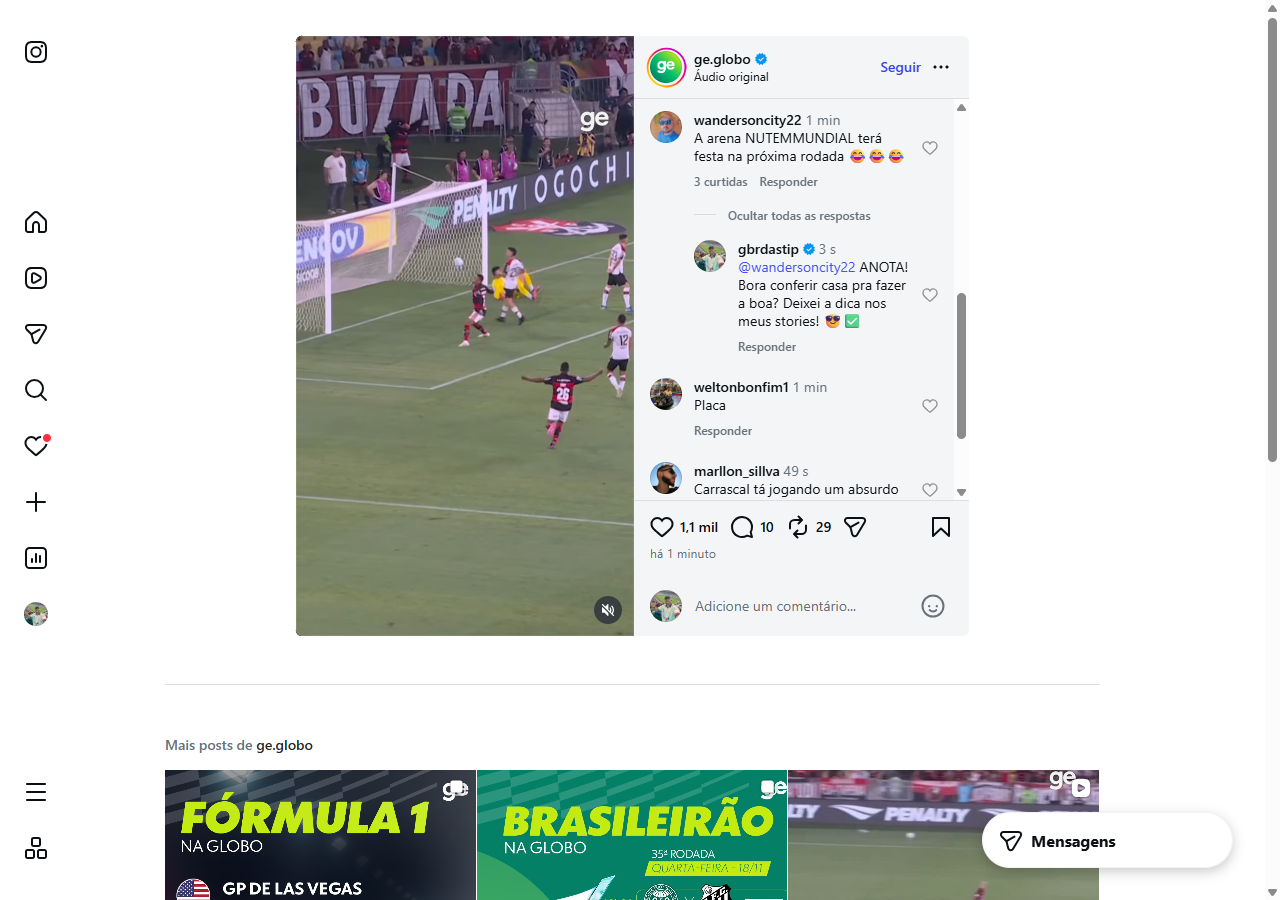 BUZADA
ge
PENALTY
OGOCHI
26
12
ge
ge.globo
Áudio original
Seguir
wandersoncity22 1 min
A arena NUTEMMUNDIAL terá
festa na próxima rodada 😂 😂 😂
3 curtidas Responder
Ocultar todas as respostas
gbrdastip 3 s
@wandersoncity22 ANOTA!
Bora conferir casa pra fazer
a boa? Deixei a dica nos
meus stories! 😎 ✅
Responder
weltonbonfim1 1 min
Placa
Responder
marllon_sillva 49 s
Carrascal tá jogando um absurdo
1,1 mil 10 29
há 1 minuto
Adicione um comentário...
Mais posts de ge.globo
ge
FÓRMULA 1
NA GLOBO
GP DE LAS VEGAS
ge
BRASILEIRÃO
NA GLOBO
35ª RODADA
QUARTA-FEIRA - 18/11
ge
PENALTY
Mensagens